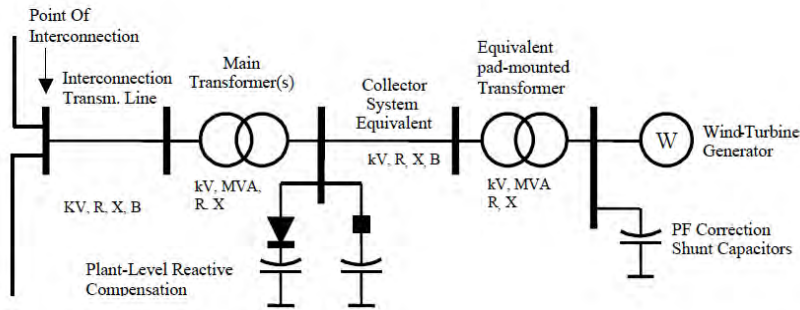 Point Of
Interconnection
Interconnection
Transm. Line
Main
Transformer(s)
Collector
System
Equivalent
Equivalent
pad-mounted
Transformer
W
Wind-Turbine
Generator
KV, R, X, B
kV, MVA,
R. X
kV, R, X, B
kV, MVA
R, X
Plant-Level Reactive
Compensation
PF Correction
Shunt Capacitors